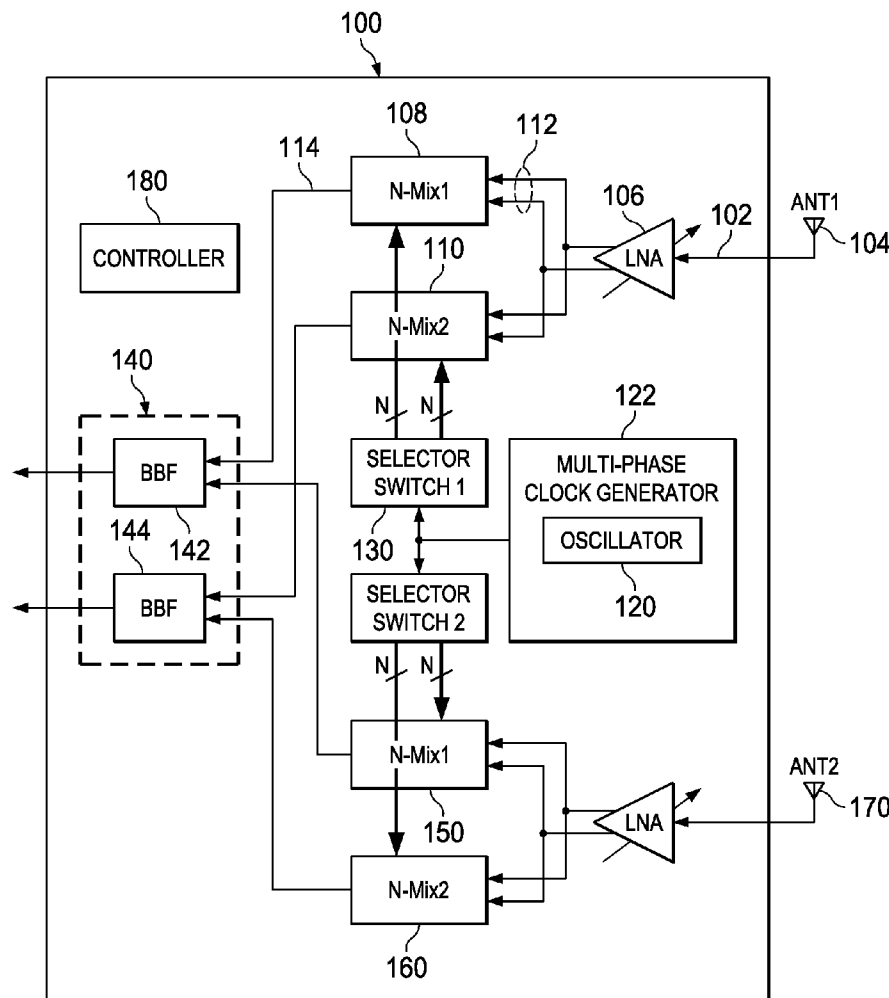 100
108
112
114
N-Mix1
106
ANT1
180
102
LNA
104
CONTROLLER
110
N-Mix2
140
N
N
122
BBF
SELECTOR
SWITCH 1
MULTI-PHASE
CLOCK GENERATOR
144
142
130
OSCILLATOR
BBF
SELECTOR
SWITCH 2
120
N
N
N-Mix1
ANT2
LNA
170
150
N-Mix2
160